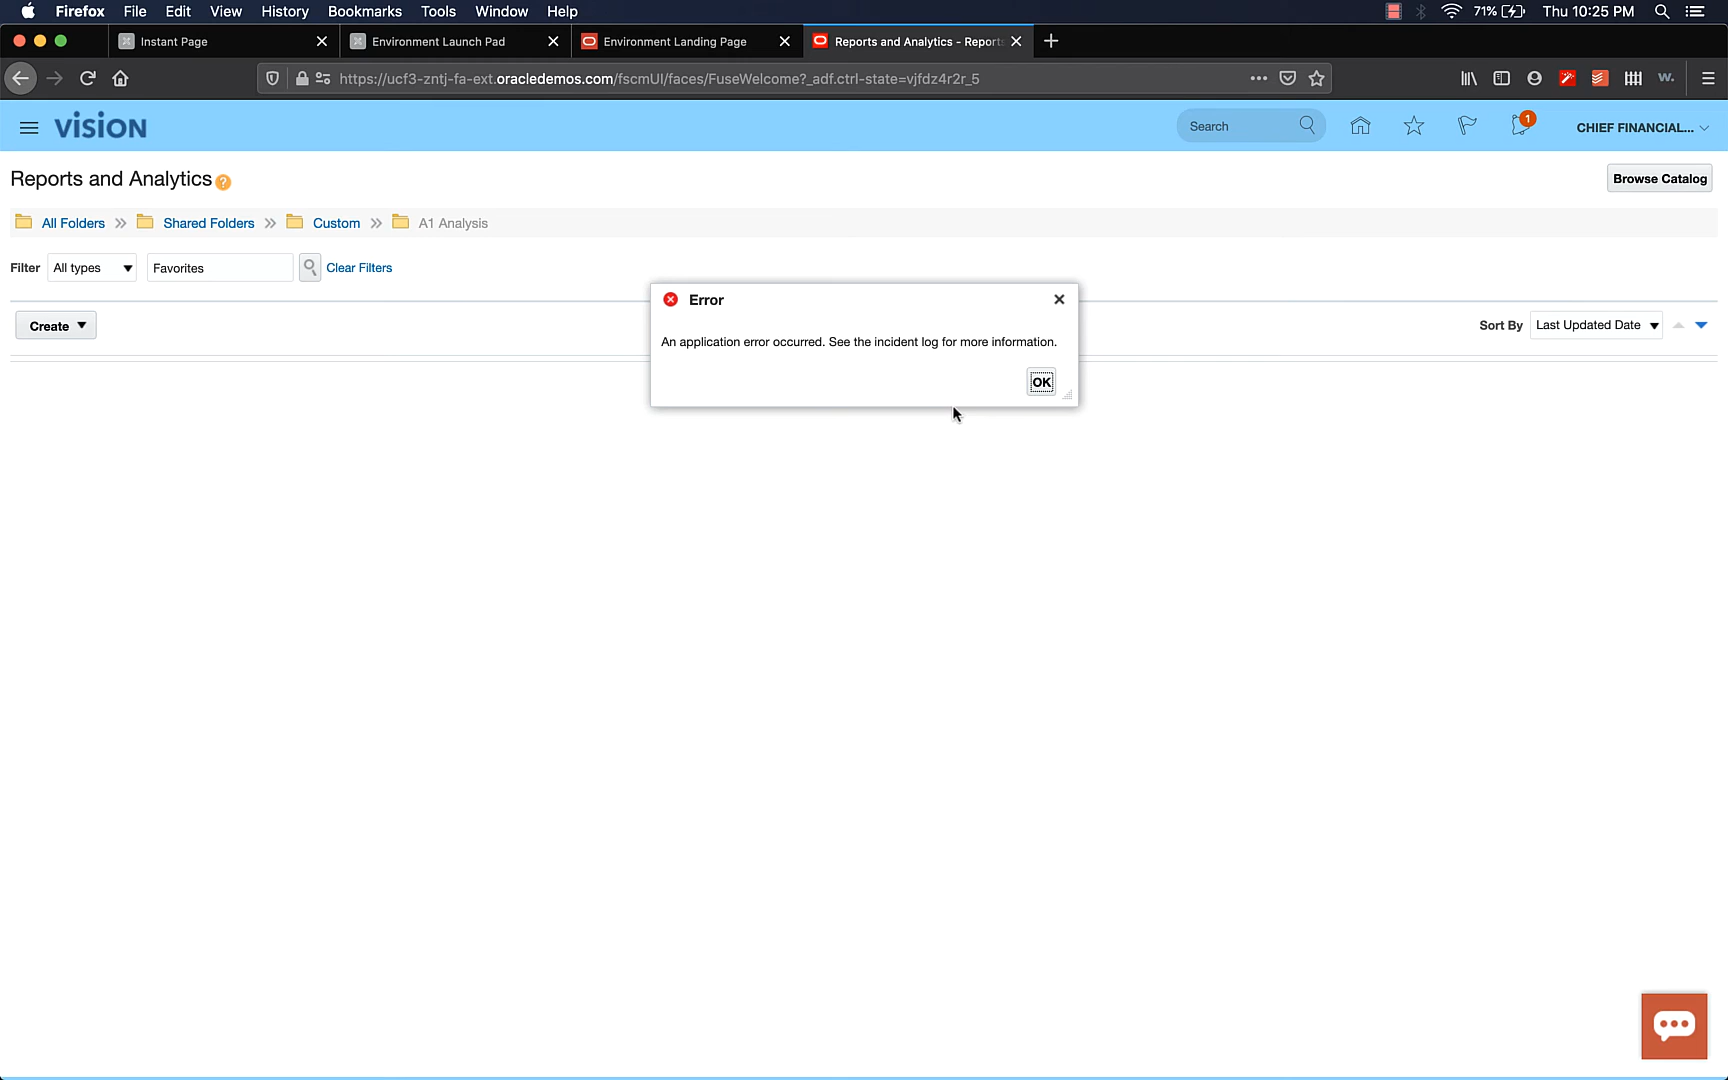 Firefox File Edit View History Bookmarks Tools Window Help 71% Thu 10:25 PM
Instant Page Environment Launch Pad Environment Landing Page Reports and Analytics - Report
https://ucf3-zntj-fa-ext.oracledemos.com/fscmUI/faces/FuseWelcome?_adf.ctrl-state=vjfdz4r2r_5 w.
vision Search 1 CHIEF FINANCIAL...
Reports and Analytics ? Browse Catalog
All Folders Shared Folders Custom A1 Analysis
Filter All types Favorites Clear Filters
Error
Create Sort By Last Updated Date
An application error occurred. See the incident log for more information.
OK